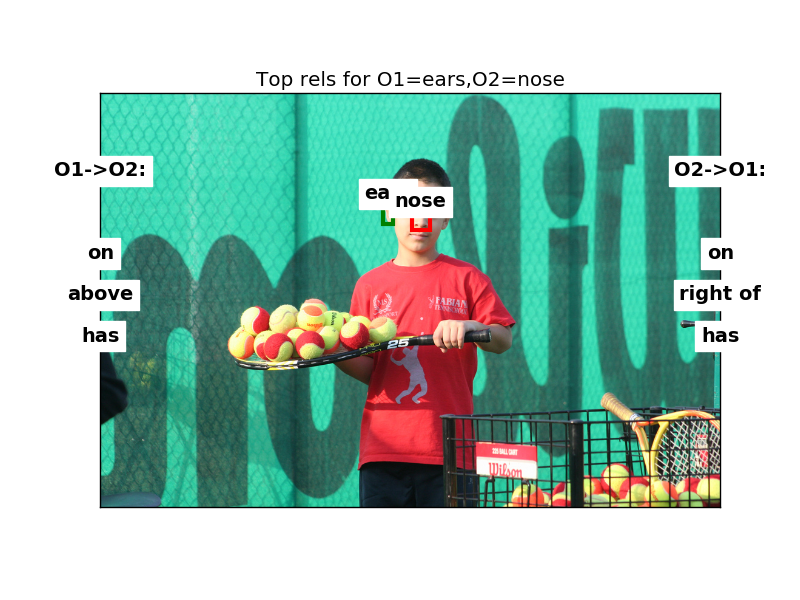 Top rels for O1=ears,O2=nose
O1->O2:
O2->O1:
ea
nose
on
above
has
on
right of
has
FABIAN
25
Wilson